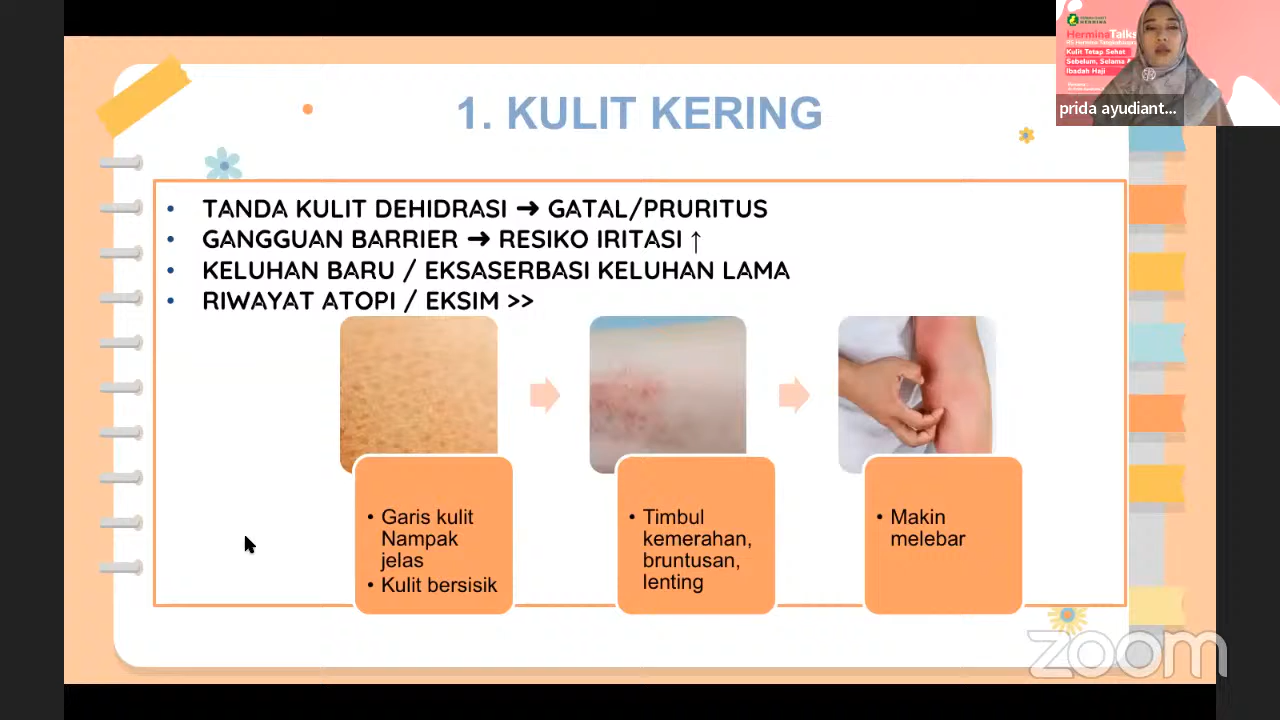 1. KULIT KERING
• TANDA KULIT DEHIDRASI → GATAL/PRURITUS
• GANGGUAN BARRIER → RESIKO IRITASI ↑
• KELUHAN BARU / EKSASERBASI KELUHAN LAMA
• RIWAYAT ATOPI / EKSIM >>
• Garis kulit
Nampak
jelas
• Kulit bersisik
• Timbul
kemerahan,
bruntusan,
lenting
• Makin
melebar
HERMINA
HerminaTalks
Kulit Tetap Sehat
Sebelum, Selama
Ibadah Haji
prida ayudiant...
zoom